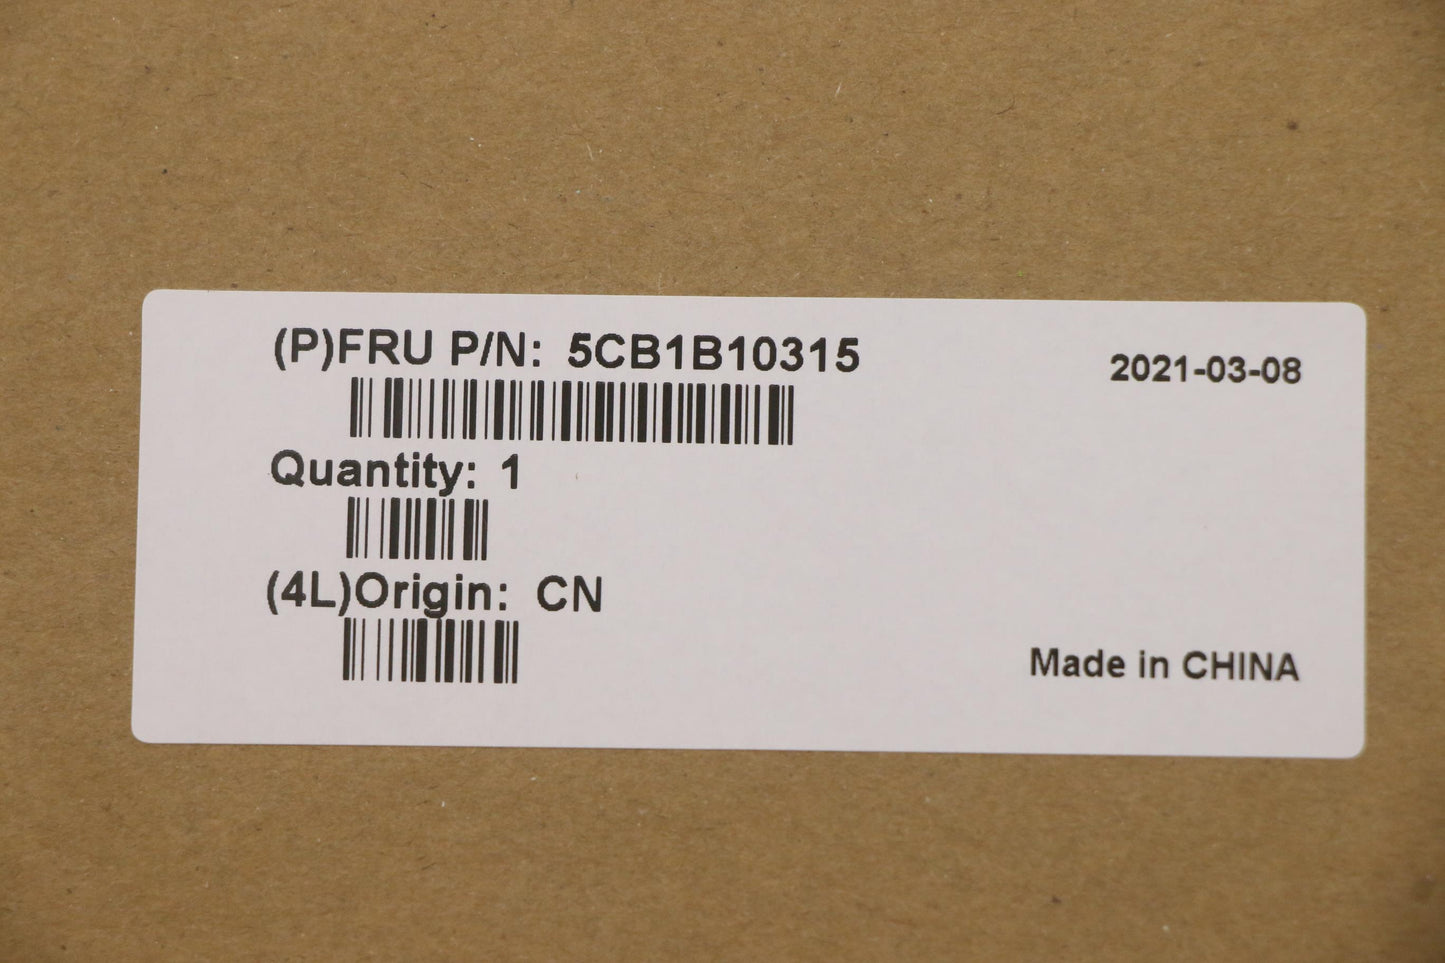 (P)FRU P/N: 5CB1B10315
2021-03-08
Quantity: 1
(4L)Origin: CN
Made in CHINA